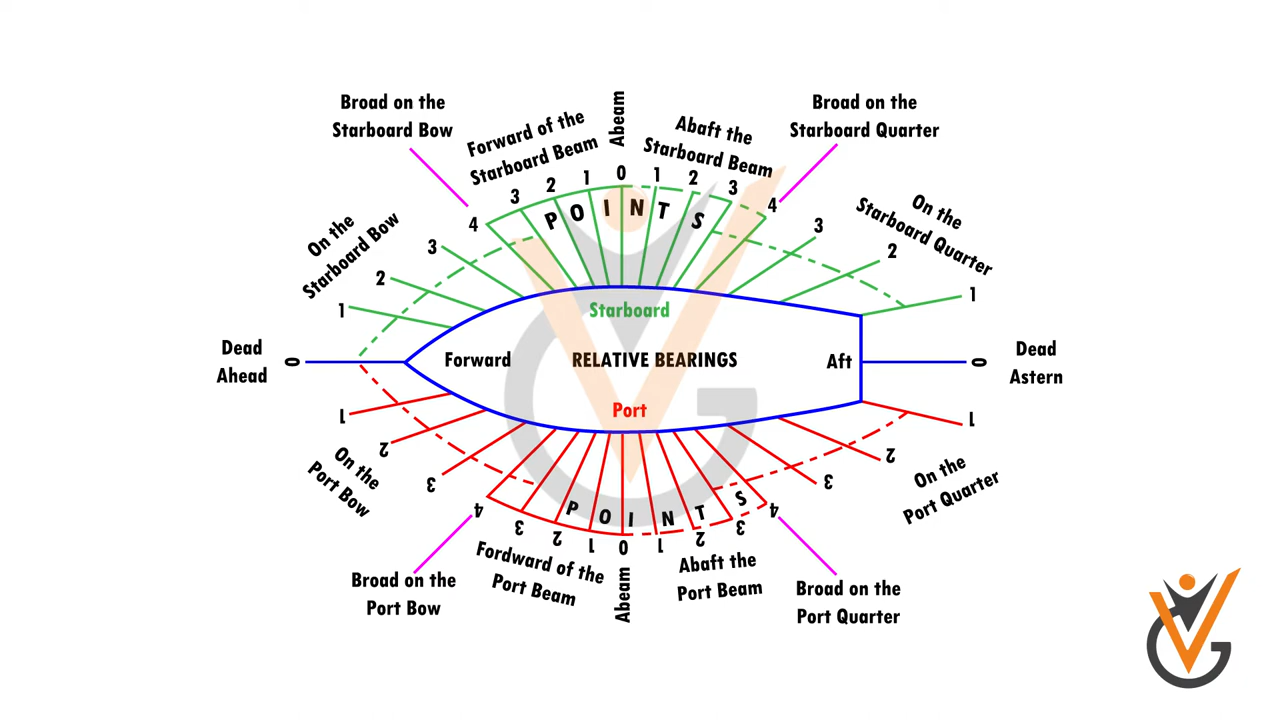 Broad on the
Starboard Bow
Forward of the
Starboard Beam
Abeam
Abaft the
Starboard Beam
Broad on the
Starboard Quarter
On the
Starboard Bow
On the
Starboard Quarter
4 3 2 1 0 1 2 3 4
3 3
2 2
1 1
POINTS
Starboard
Dead
Ahead
0
Forward
RELATIVE BEARINGS
Aft
0
Dead
Astern
Port
1 1
2 2
3 3
POINTS
4 3 2 1 0 1 2 3 4
On the
Port Bow
On the
Port Quarter
Fordward of the
Port Beam
Abeam
Abaft the
Port Beam
Broad on the
Port Bow
Broad on the
Port Quarter